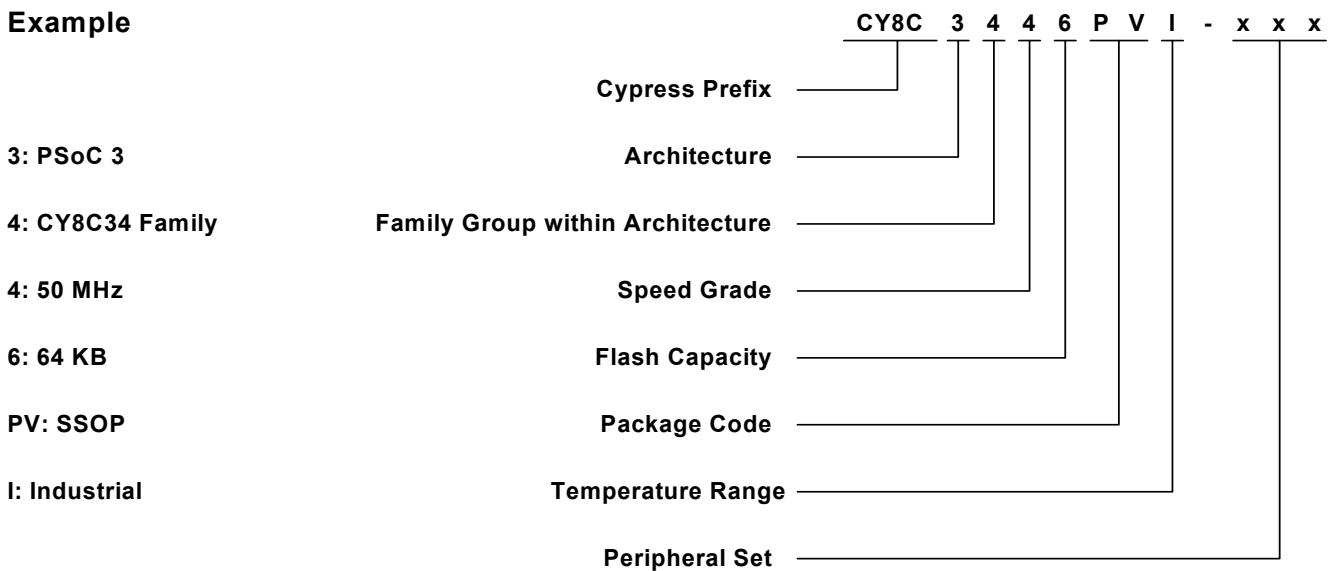 Example CY8C 3 4 4 6 P V I - x x x
Cypress Prefix
3: PSoC 3 Architecture
4: CY8C34 Family Family Group within Architecture
4: 50 MHz Speed Grade
6: 64 KB Flash Capacity
PV: SSOP Package Code
I: Industrial Temperature Range
Peripheral Set